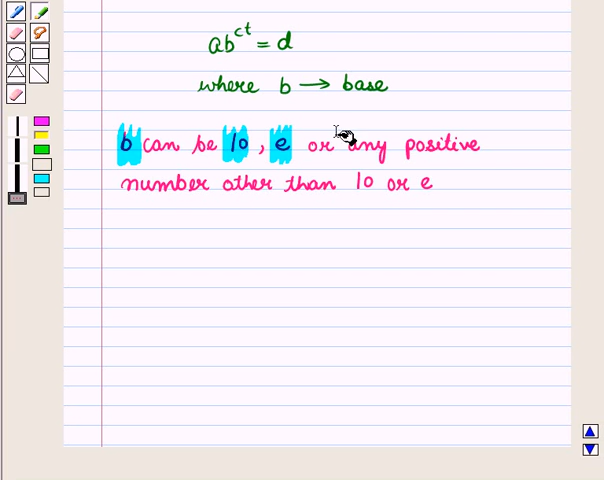 ab^ct = d
where b → base
b can be 10, e or any positive
number other than 10 or e